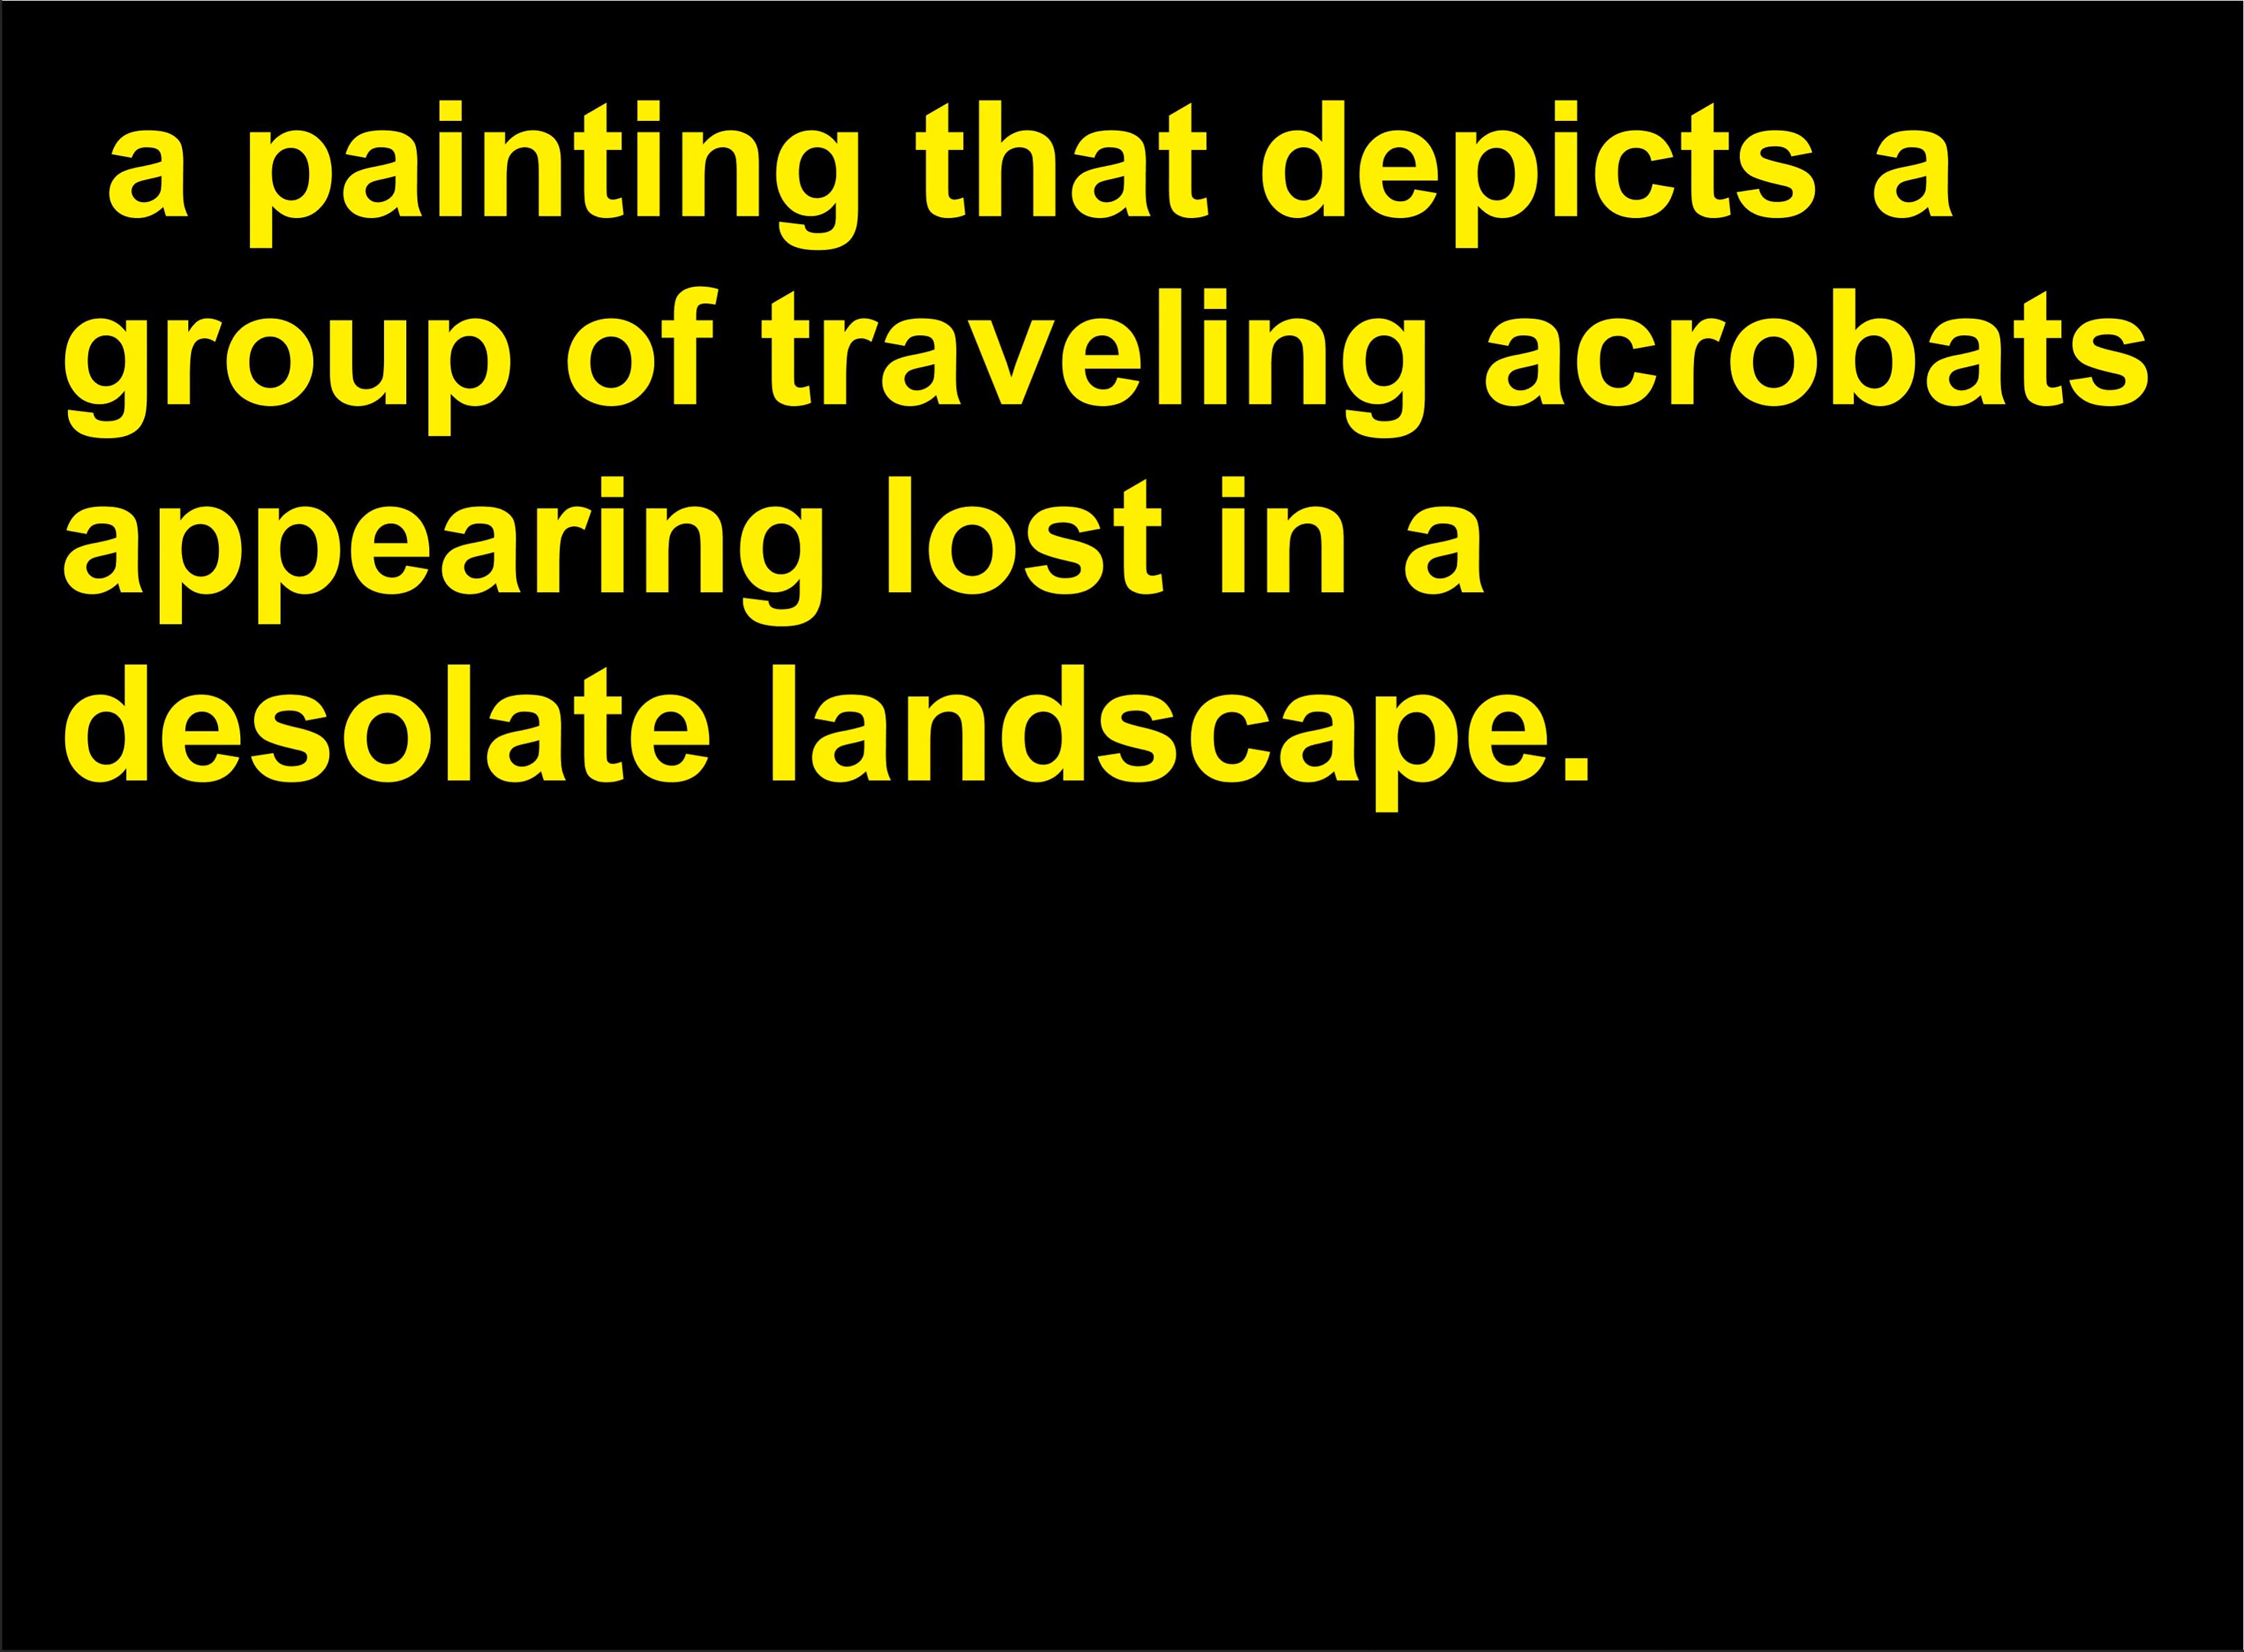 a painting that depicts a
group of traveling acrobats
appearing lost in a
desolate landscape.